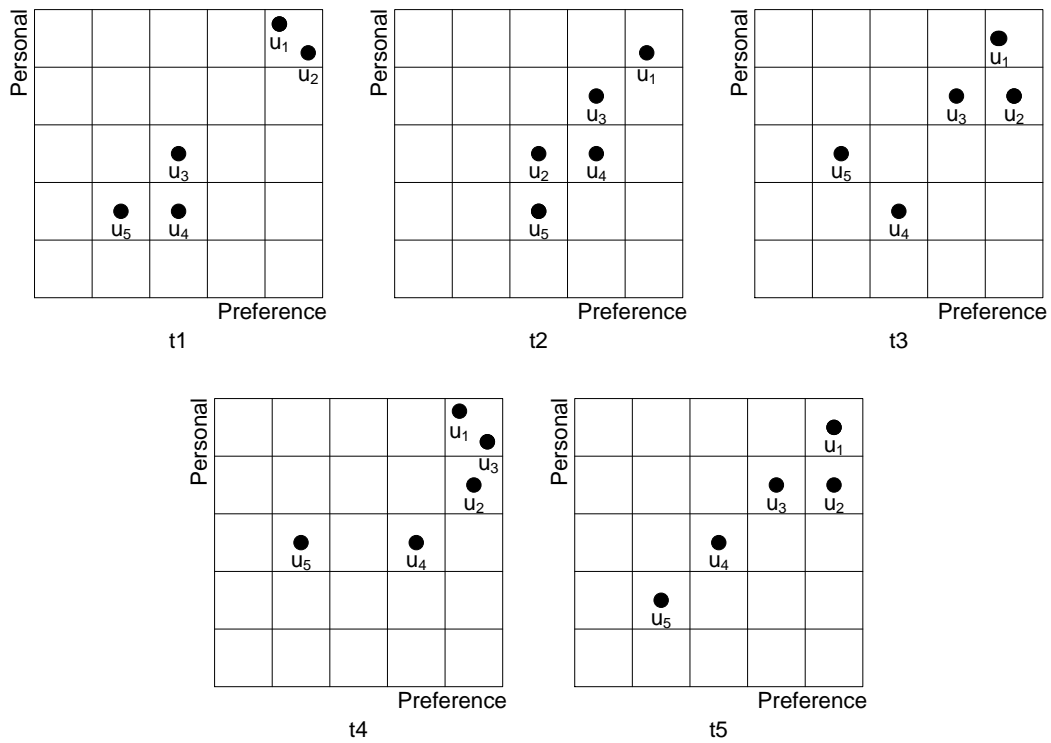 Personal
u₁
u₂
u₃
u₅ u₄
Preference
t1
Personal
u₁
u₃
u₂ u₄
u₅
Preference
t2
Personal
u₁
u₃ u₂
u₅
u₄
Preference
t3
Personal
u₁
u₃
u₂
u₅ u₄
Preference
t4
Personal
u₁
u₃ u₂
u₄
u₅
Preference
t5